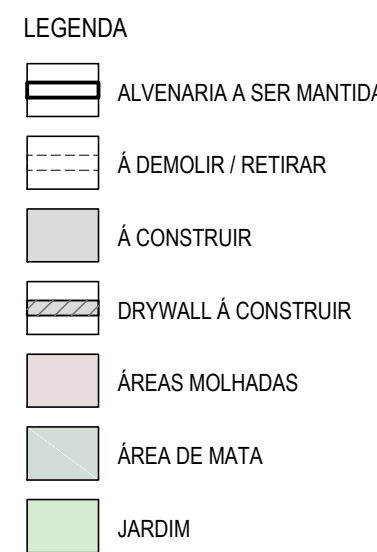 LEGENDA
ALVENARIA A SER MANTIDA
Á DEMOLIR / RETIRAR
Á CONSTRUIR
DRYWALL Á CONSTRUIR
ÁREAS MOLHADAS
ÁREA DE MATA
JARDIM